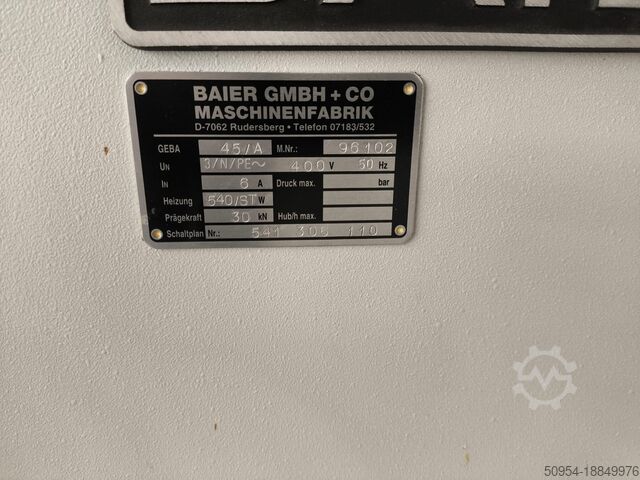 BAIER GMBH + CO
MASCHINENFABRIK
D-7062 Rudersberg • Telefon 07183/532
GEBA 45/A M.Nr.: 96102
UN 3/N/PE~ 400 V 50 Hz
IN 6 A Druck max. bar
Heizung 540/ST W
Prägekraft 30 kN Hub/h max.
Schaltplan Nr.: 541 306 110
50954-18849976